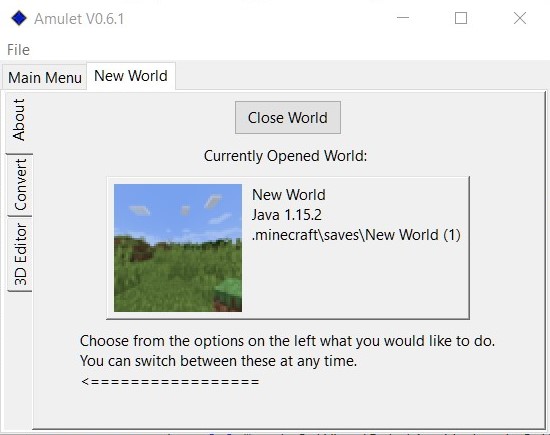 Amulet V0.6.1
File
Main Menu
New World
About
Convert
3D Editor
Close World
Currently Opened World:
New World
Java 1.15.2
.minecraft\saves\New World (1)
Choose from the options on the left what you would like to do.
You can switch between these at any time.
<=================